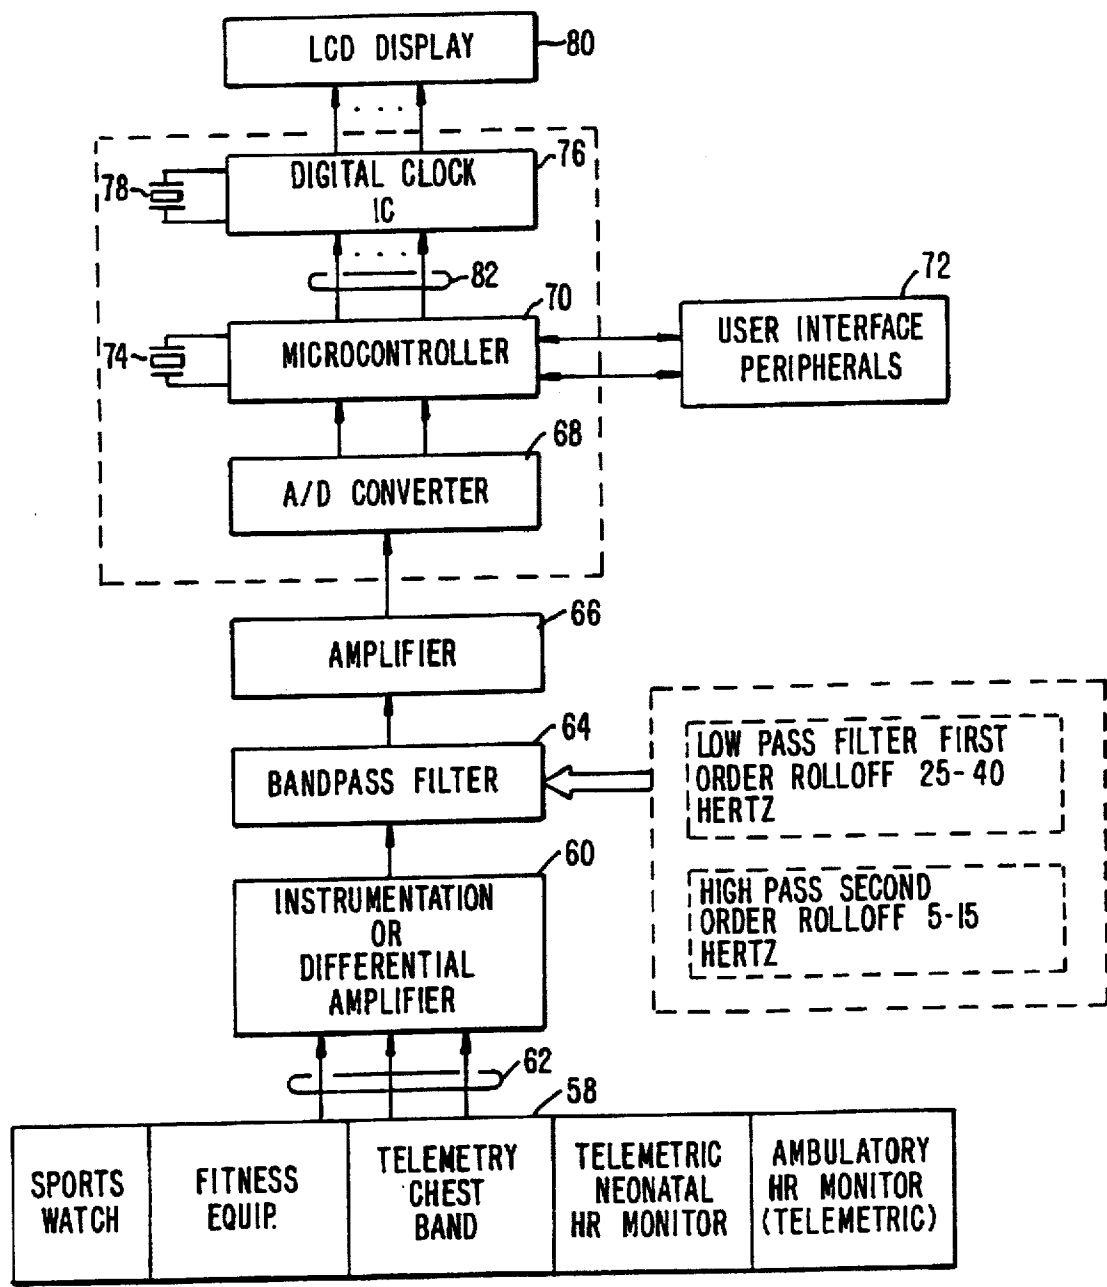 LCD DISPLAY
80
DIGITAL CLOCK
IC
76
78
82
70
MICROCONTROLLER
74
72
USER INTERFACE
PERIPHERALS
68
A/D CONVERTER
66
AMPLIFIER
64
BANDPASS FILTER
LOW PASS FILTER FIRST
ORDER ROLLOFF 25-40
HERTZ
HIGH PASS SECOND
ORDER ROLLOFF 5-15
HERTZ
60
INSTRUMENTATION
OR
DIFFERENTIAL
AMPLIFIER
62
58
SPORTS
WATCH
FITNESS
EQUIP.
TELEMETRY
CHEST
BAND
TELEMETRIC
NEONATAL
HR MONITOR
AMBULATORY
HR MONITOR
(TELEMETRIC)